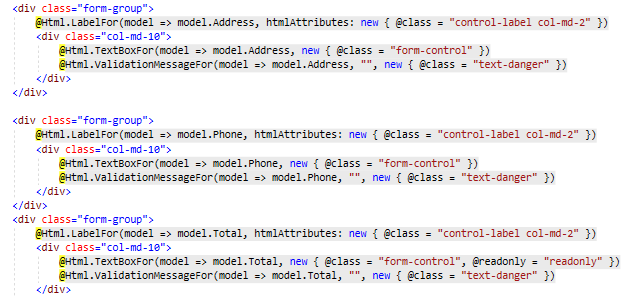 <div class="form-group">
@Html.LabelFor(model => model.Address, htmlAttributes: new { @class = "control-label col-md-2" })
<div class="col-md-10">
@Html.TextBoxFor(model => model.Address, new { @class = "form-control" })
@Html.ValidationMessageFor(model => model.Address, "", new { @class = "text-danger" })
</div>
</div>
<div class="form-group">
@Html.LabelFor(model => model.Phone, htmlAttributes: new { @class = "control-label col-md-2" })
<div class="col-md-10">
@Html.TextBoxFor(model => model.Phone, new { @class = "form-control" })
@Html.ValidationMessageFor(model => model.Phone, "", new { @class = "text-danger" })
</div>
</div>
<div class="form-group">
@Html.LabelFor(model => model.Total, htmlAttributes: new { @class = "control-label col-md-2" })
<div class="col-md-10">
@Html.TextBoxFor(model => model.Total, new { @class = "form-control", @readonly = "readonly" })
@Html.ValidationMessageFor(model => model.Total, "", new { @class = "text-danger" })
</div>